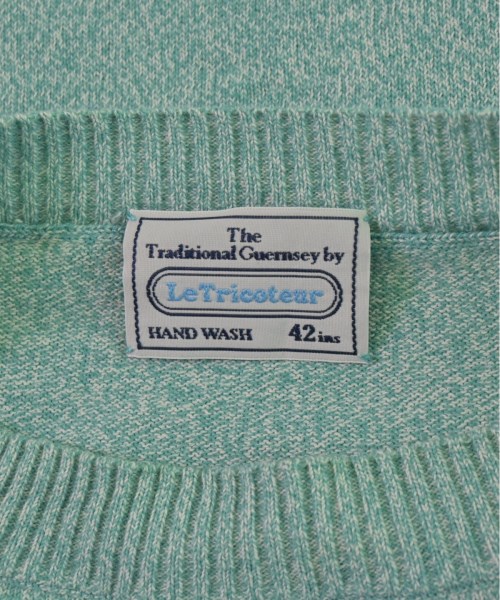 The
Traditional Guernsey by
LeTricoteur
HAND WASH 42 ins